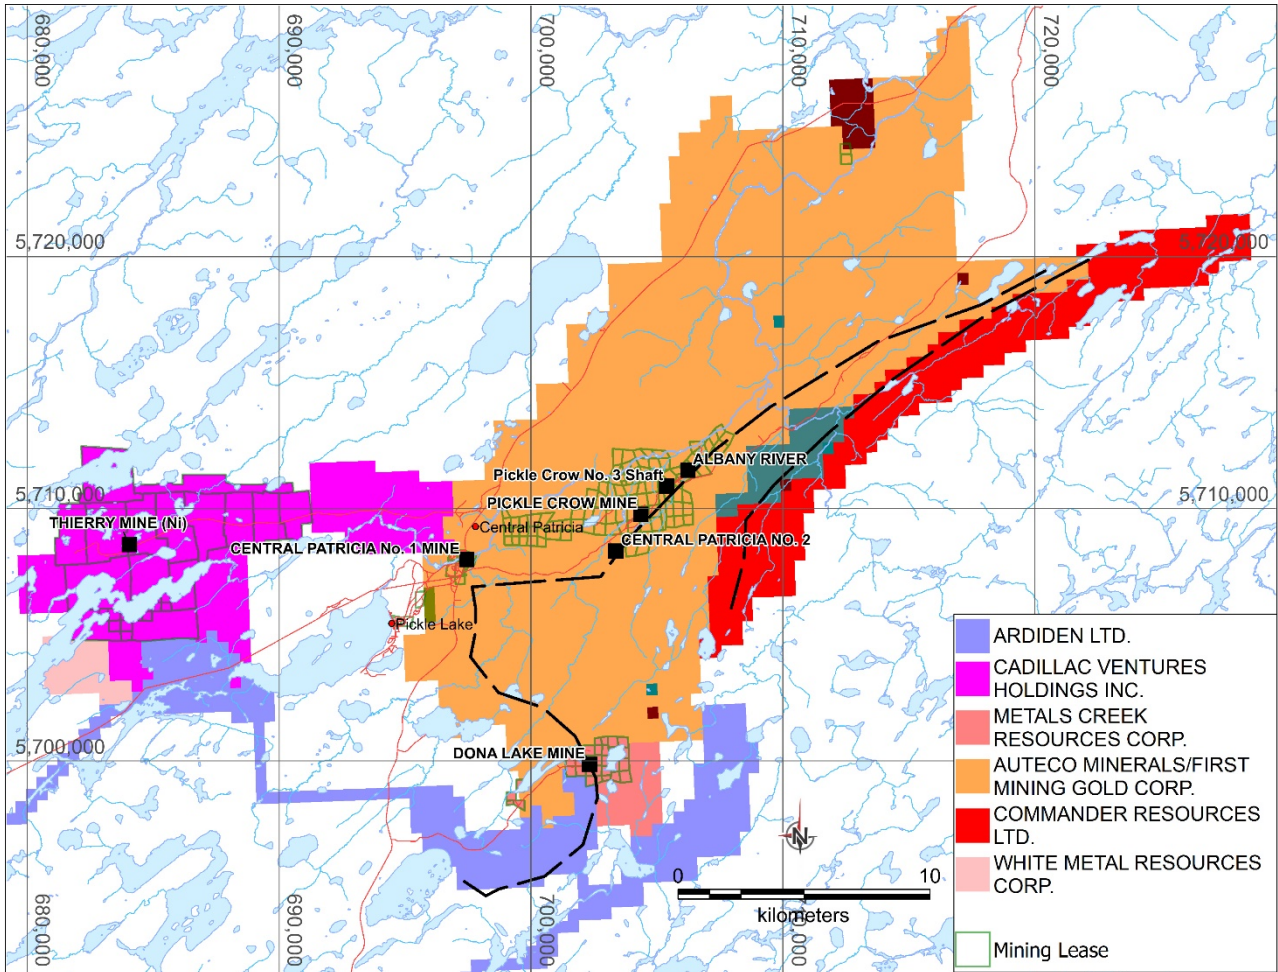 680,000
690,000
700,000
710,000
720,000
5,720,000
5,720,000
ALBANY RIVER
Pickle Crow No. 3 Shaft
5,710,000
PICKLE CROW MINE
5,710,000
THIERRY MINE (Ni)
Central Patricia
CENTRAL PATRICIA No. 1 MINE
CENTRAL PATRICIA NO. 2
Pickle Lake
5,700,000
DONA LAKE MINE
N
0
10
kilometers
680,000
690,000
700,000
ARDIDEN LTD.
CADILLAC VENTURES
HOLDINGS INC.
METALS CREEK
RESOURCES CORP.
AUTECO MINERALS/FIRST
MINING GOLD CORP.
COMMANDER RESOURCES
LTD.
WHITE METAL RESOURCES
CORP.
Mining Lease